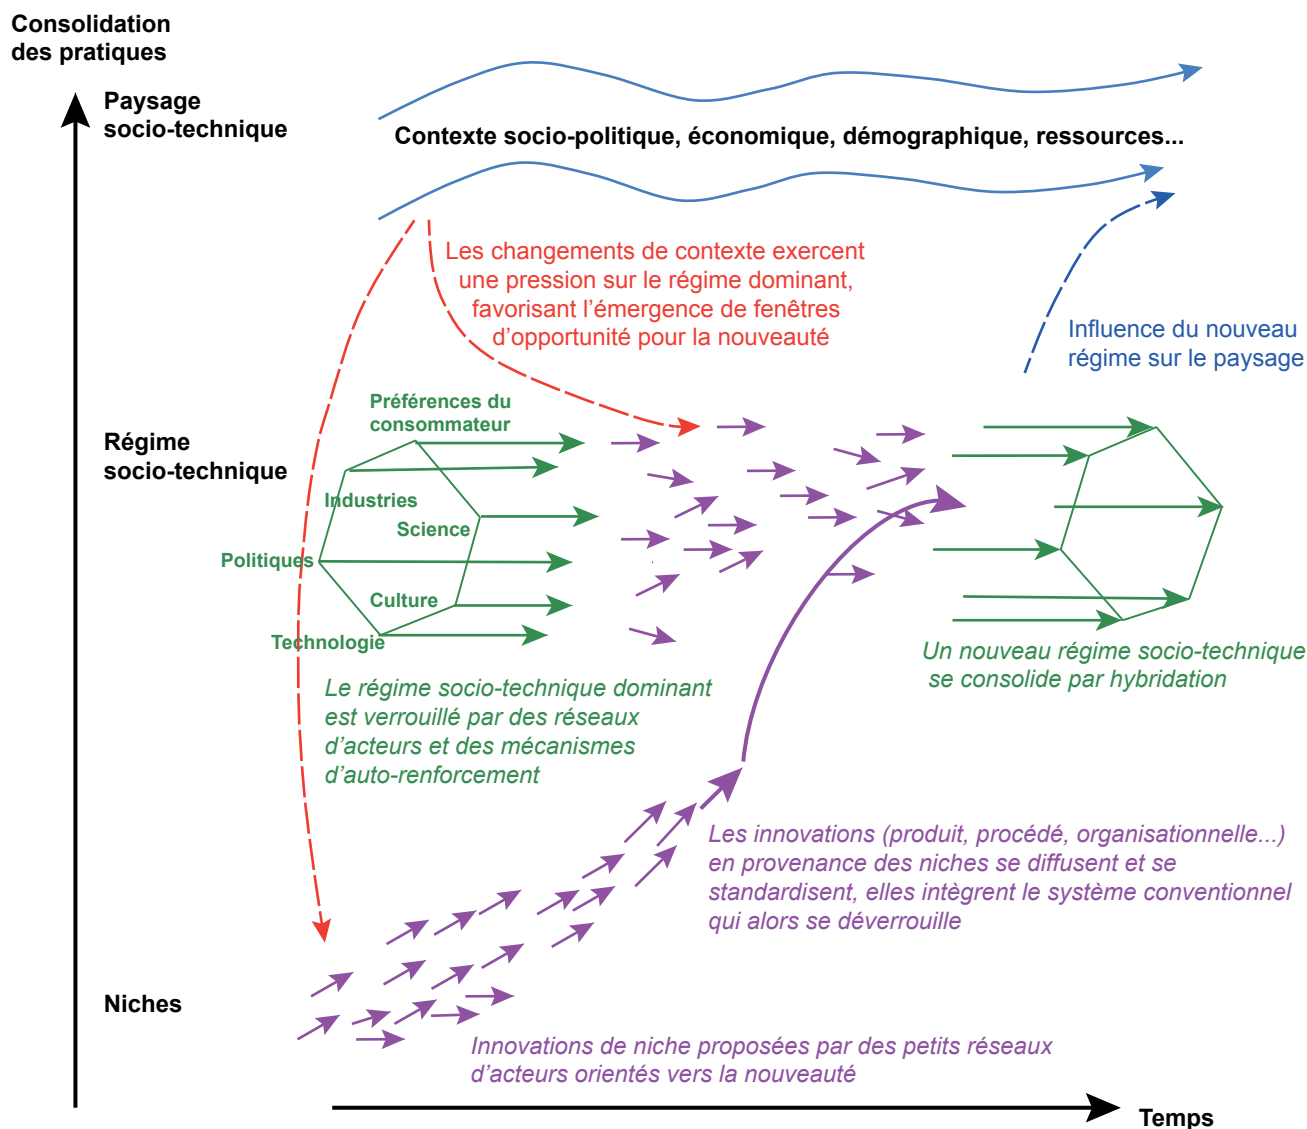 Consolidation
des pratiques
Paysage
socio-technique
Contexte socio-politique, économique, démographique, ressources...
Les changements de contexte exercent
une pression sur le régime dominant,
favorisant l'émergence de fenêtres
d'opportunité pour la nouveauté
Influence du nouveau
régime sur le paysage
Préférences du
consommateur
Régime
socio-technique
Industries
Science
Politiques
Culture
Technologie
Un nouveau régime socio-technique
se consolide par hybridation
Le régime socio-technique dominant
est verrouillé par des réseaux
d'acteurs et des mécanismes
d'auto-renforcement
Les innovations (produit, procédé, organisationnelle...)
en provenance des niches se diffusent et se
standardisent, elles intègrent le système conventionnel
qui alors se déverrouille
Niches
Innovations de niche proposées par des petits réseaux
d'acteurs orientés vers la nouveauté
Temps